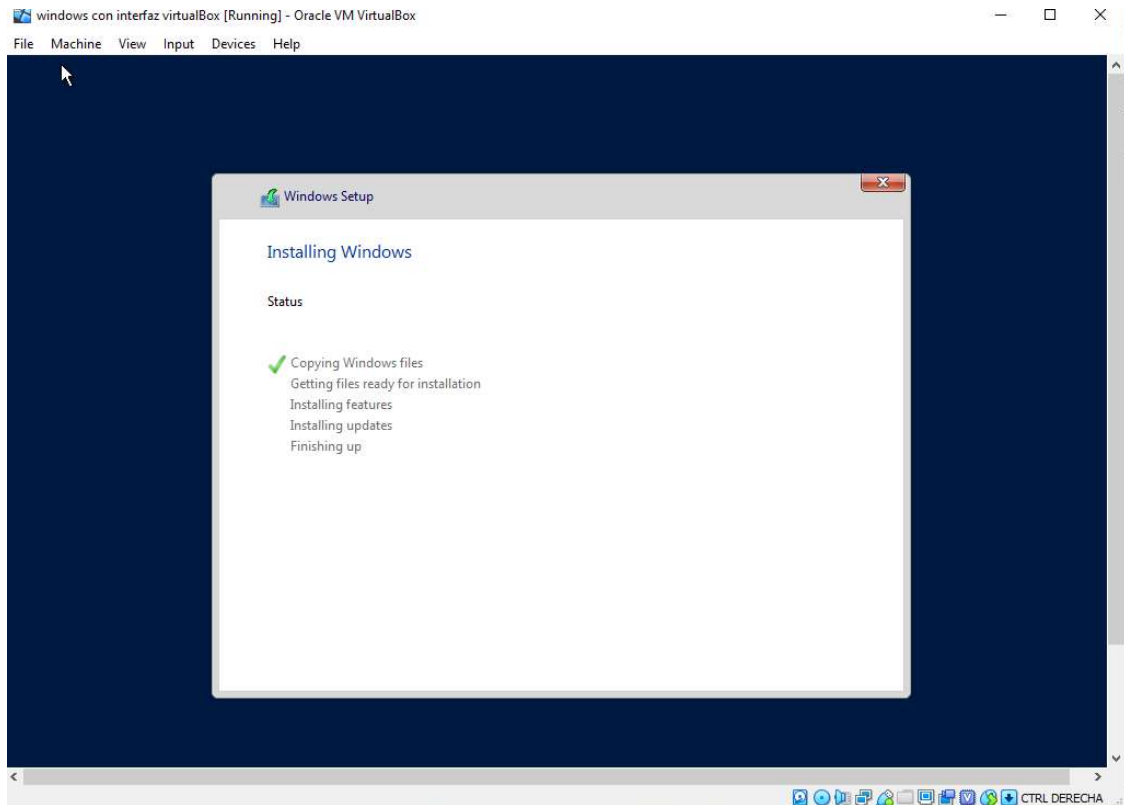 windows con interfaz virtualBox [Running] - Oracle VM VirtualBox
File Machine View Input Devices Help
Windows Setup
Installing Windows
Status
Copying Windows files
Getting files ready for installation
Installing features
Installing updates
Finishing up
CTRL DERECHA